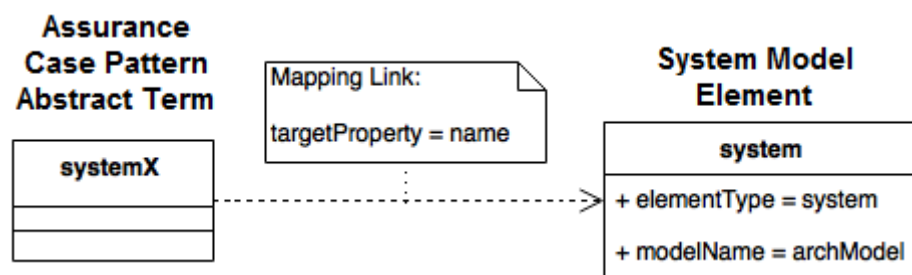 Assurance
Case Pattern
Abstract Term
systemX
Mapping Link:
targetProperty = name
System Model
Element
system
+ elementType = system
+ modelName = archModel